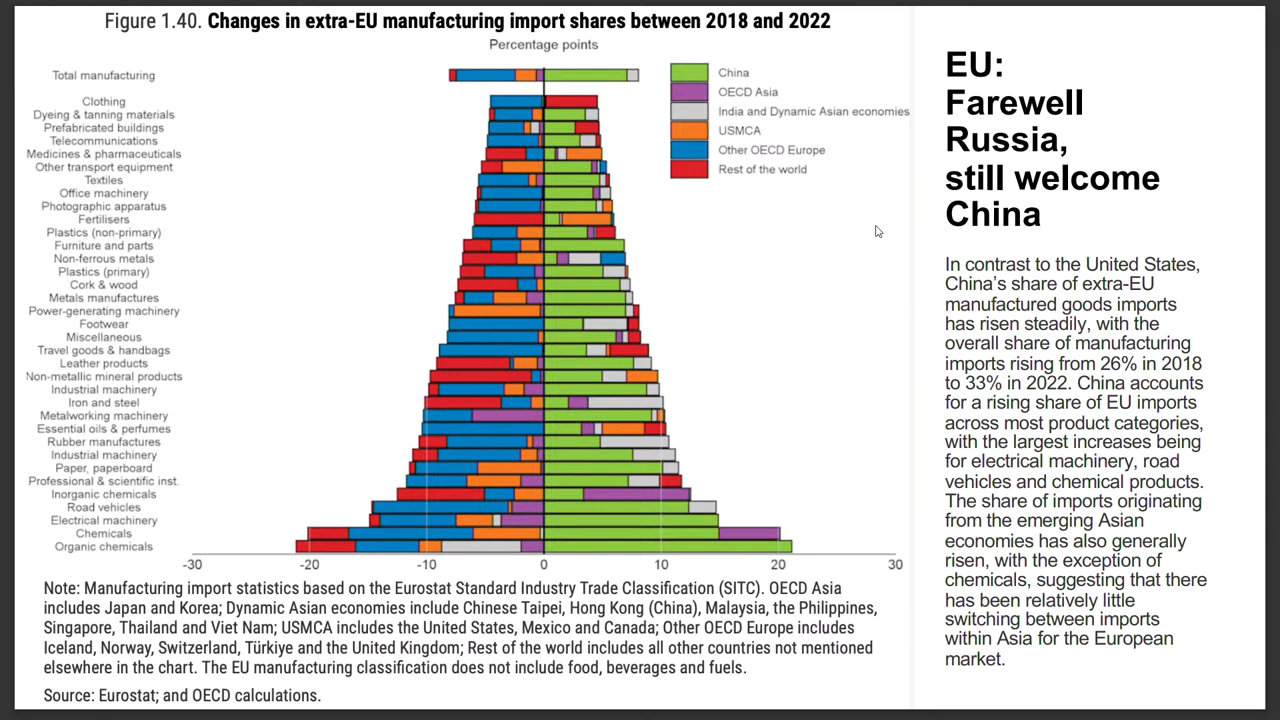 Figure 1.40. Changes in extra-EU manufacturing import shares between 2018 and 2022
Percentage points
Total manufacturing
Clothing
Dyeing & tanning materials
Prefabricated buildings
Telecommunications
Medicines & pharmaceuticals
Other transport equipment
Textiles
Office machinery
Photographic apparatus
Fertilisers
Plastics (non-primary)
Furniture and parts
Non-ferrous metals
Plastics (primary)
Cork & wood
Metals manufactures
Power-generating machinery
Footwear
Miscellaneous
Travel goods & handbags
Leather products
Non-metallic mineral products
Industrial machinery
Iron and steel
Metalworking machinery
Essential oils & perfumes
Rubber manufactures
Industrial machinery
Paper, paperboard
Professional & scientific inst.
Inorganic chemicals
Road vehicles
Electrical machinery
Chemicals
Organic chemicals
-30 -20 -10 0 10 20 30
China
OECD Asia
India and Dynamic Asian economies
USMCA
Other OECD Europe
Rest of the world
Note: Manufacturing import statistics based on the Eurostat Standard Industry Trade Classification (SITC). OECD Asia
includes Japan and Korea; Dynamic Asian economies include Chinese Taipei, Hong Kong (China), Malaysia, the Philippines,
Singapore, Thailand and Viet Nam; USMCA includes the United States, Mexico and Canada; Other OECD Europe includes
Iceland, Norway, Switzerland, Türkiye and the United Kingdom; Rest of the world includes all other countries not mentioned
elsewhere in the chart. The EU manufacturing classification does not include food, beverages and fuels.
Source: Eurostat; and OECD calculations.
EU:
Farewell
Russia,
still welcome
China
In contrast to the United States,
China's share of extra-EU
manufactured goods imports
has risen steadily, with the
overall share of manufacturing
imports rising from 26% in 2018
to 33% in 2022. China accounts
for a rising share of EU imports
across most product categories,
with the largest increases being
for electrical machinery, road
vehicles and chemical products.
The share of imports originating
from the emerging Asian
economies has also generally
risen, with the exception of
chemicals, suggesting that there
has been relatively little
switching between imports
within Asia for the European
market.